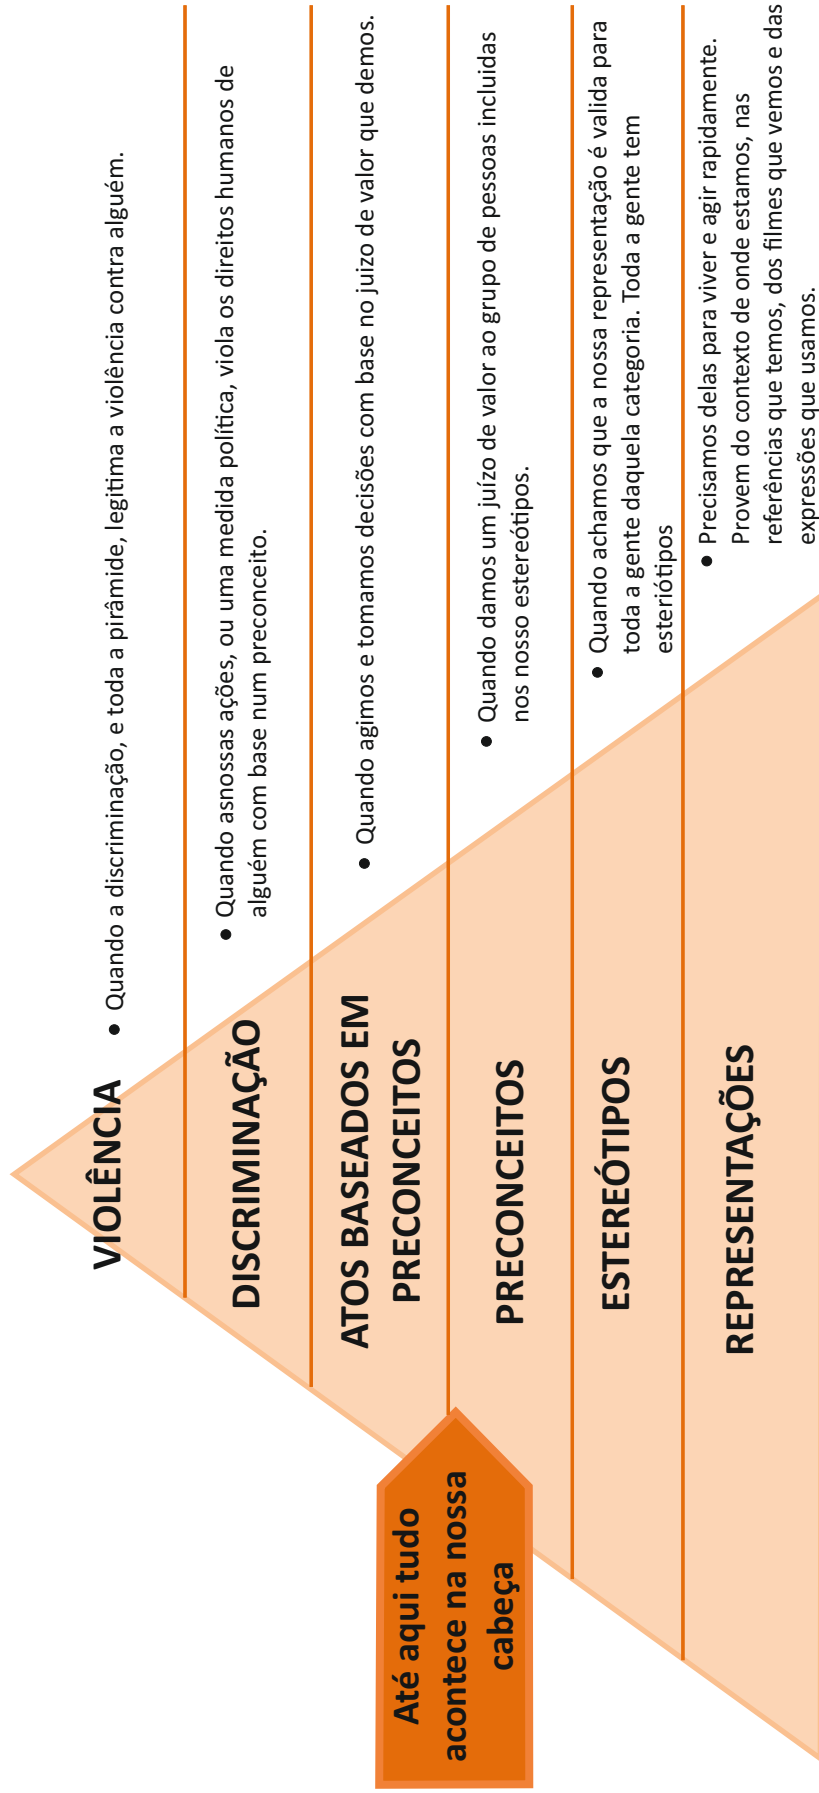 VIOLÊNCIA
• Quando a discriminação, e toda a pirâmide, legitima a violência contra alguém.
DISCRIMINAÇÃO
• Quando asnossas ações, ou uma medida política, viola os direitos humanos de
alguém com base num preconceito.
ATOS BASEADOS EM
PRECONCEITOS
• Quando agimos e tomamos decisões com base no juizo de valor que demos.
Até aqui tudo
acontece na nossa
cabeça
PRECONCEITOS
• Quando damos um juízo de valor ao grupo de pessoas incluidas
nos nosso estereótipos.
ESTEREÓTIPOS
• Quando achamos que a nossa representação é valida para
toda a gente daquela categoria. Toda a gente tem
esteriótipos
REPRESENTAÇÕES
• Precisamos delas para viver e agir rapidamente.
Provem do contexto de onde estamos, nas
referências que temos, dos filmes que vemos e das
expressões que usamos.